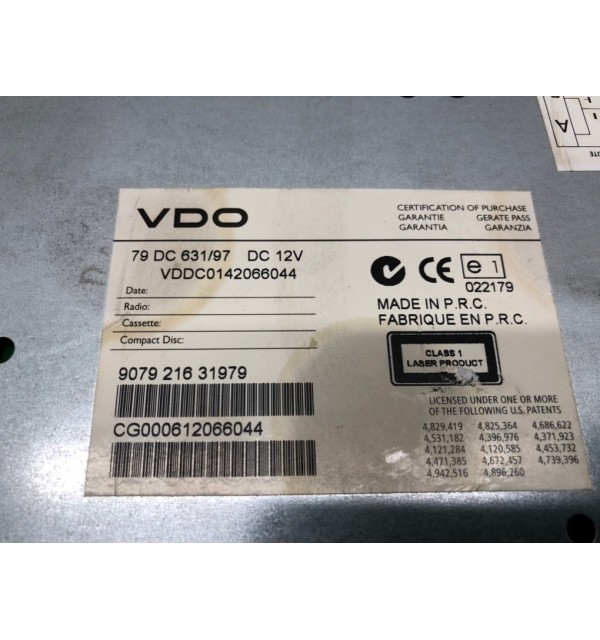 A
UTE
VDO
CERTIFICATION OF PURCHASE
GARANTIE GERATE PASS
GARANTIA GARANZIA
79 DC 631/97 DC 12V
VDDC0142066044
Date:
Radio:
Cassette:
Compact Disc:
CE e 1
022179
MADE IN P.R.C.
FABRIQUE EN P.R.C.
CLASS 1
LASER PRODUCT
9079 216 31979
CG000612066044
LICENSED UNDER ONE OR MORE
OF THE FOLLOWING U.S. PATENTS
4,829,419 4,825,364 4,686,622
4,531,182 4,396,976 4,371,923
4,121,284 4,120,585 4,453,732
4,471,385 4,672,457 4,739,396
4,942,516 4,896,260